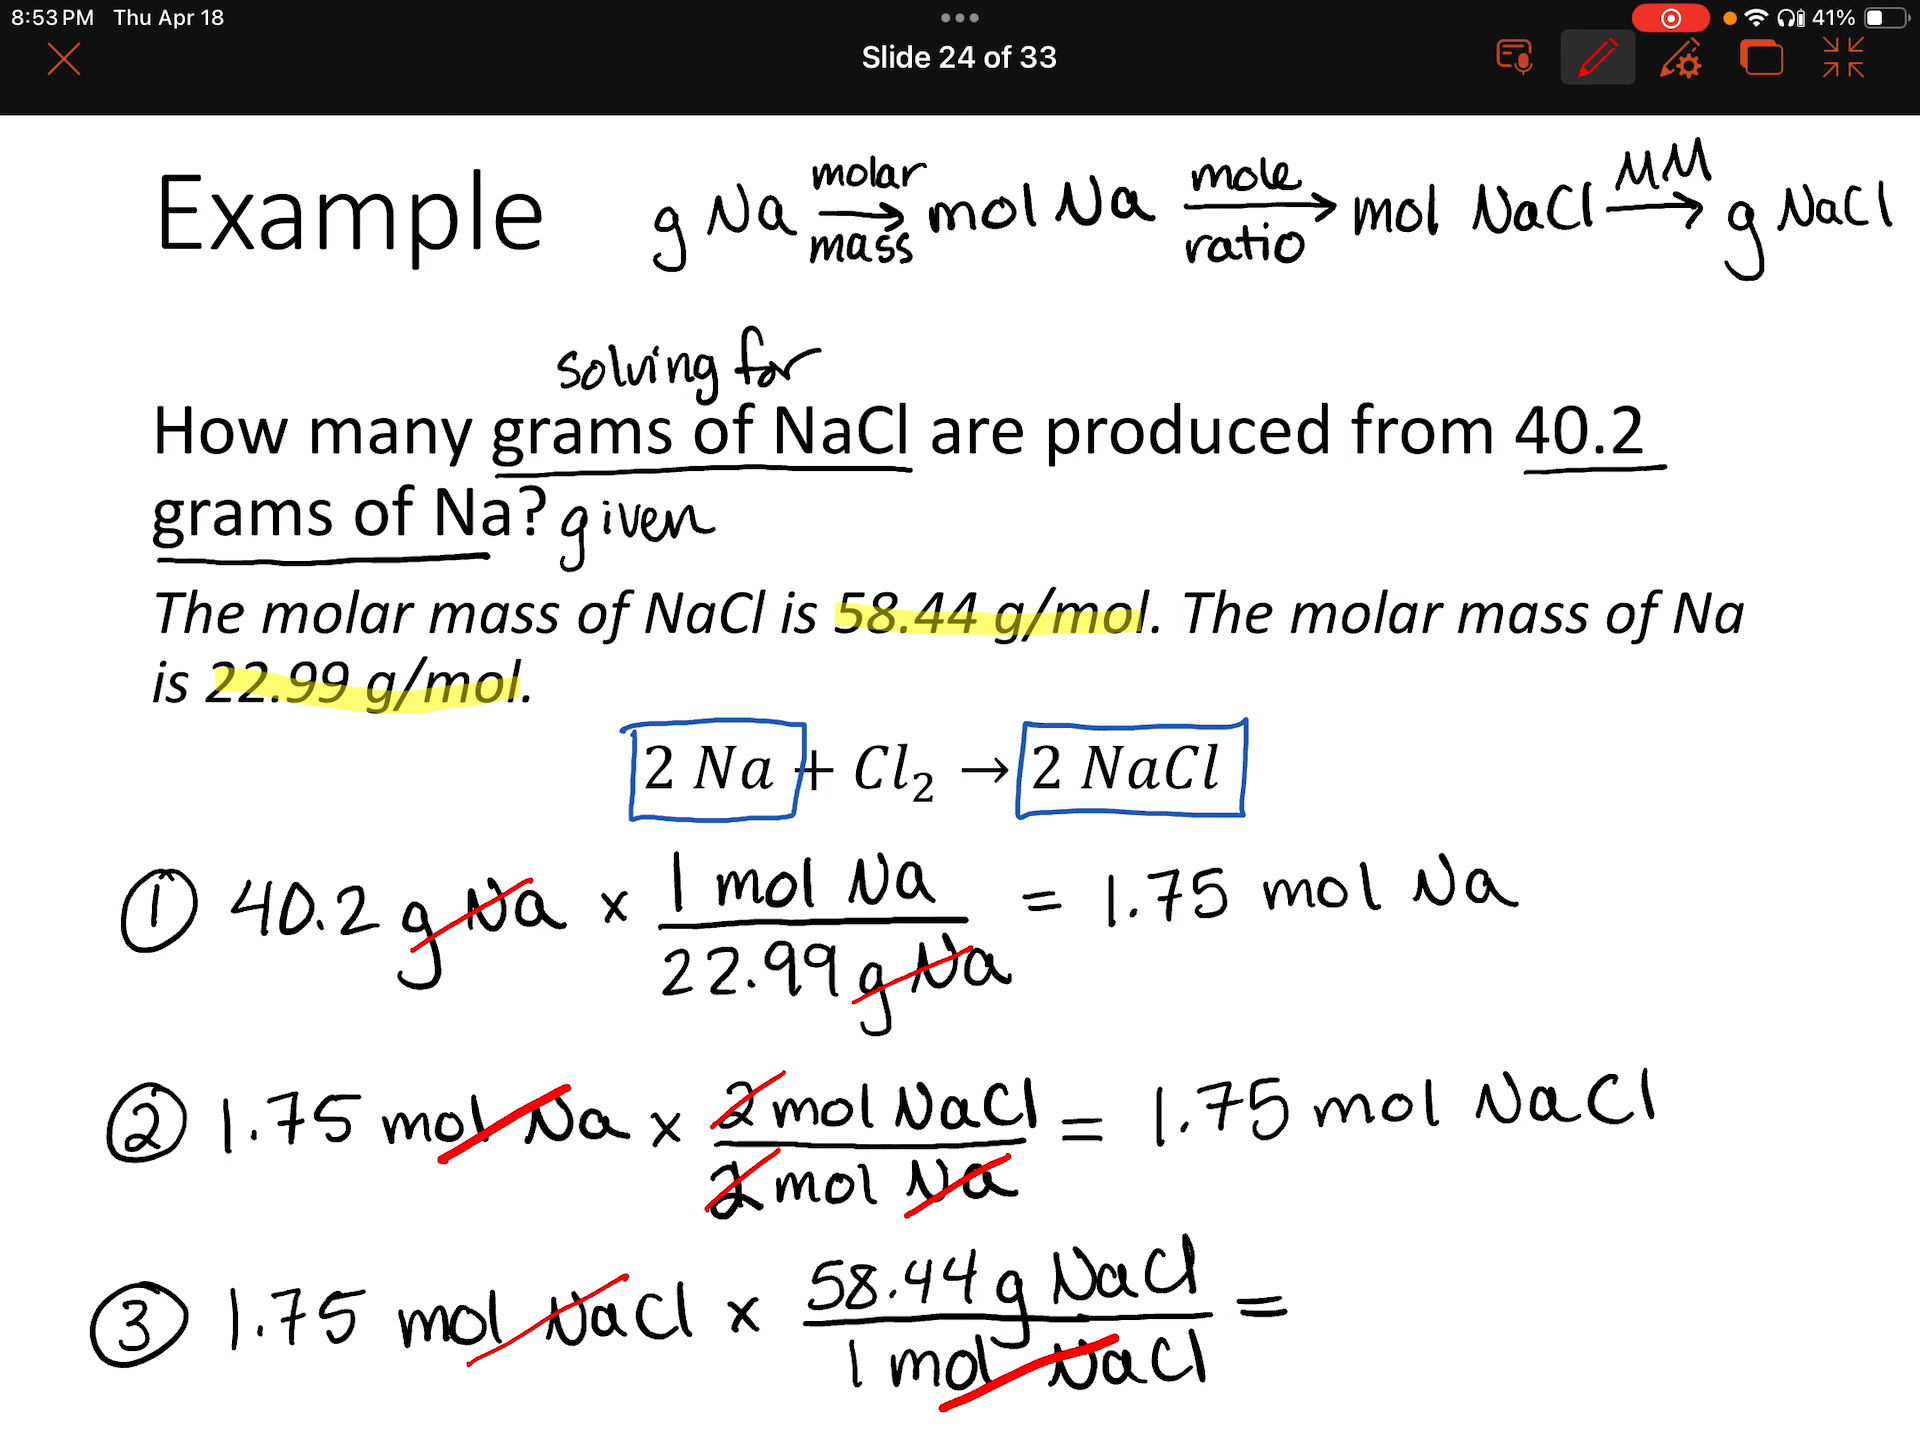 8:53 PM Thu Apr 18
41%
Slide 24 of 33
Example
g Na molar mass → mol Na mole ratio → mol NaCl MM → g NaCl
solving for
How many grams of NaCl are produced from 40.2
grams of Na? given
The molar mass of NaCl is 58.44 g/mol. The molar mass of Na
is 22.99 g/mol.
2 Na + Cl₂ → 2 NaCl
① 40.2 g Na x 1 mol Na / 22.99 g Na = 1.75 mol Na
② 1.75 mol Na x 2 mol NaCl / 2 mol Na = 1.75 mol NaCl
③ 1.75 mol NaCl x 58.44 g NaCl / 1 mol NaCl =